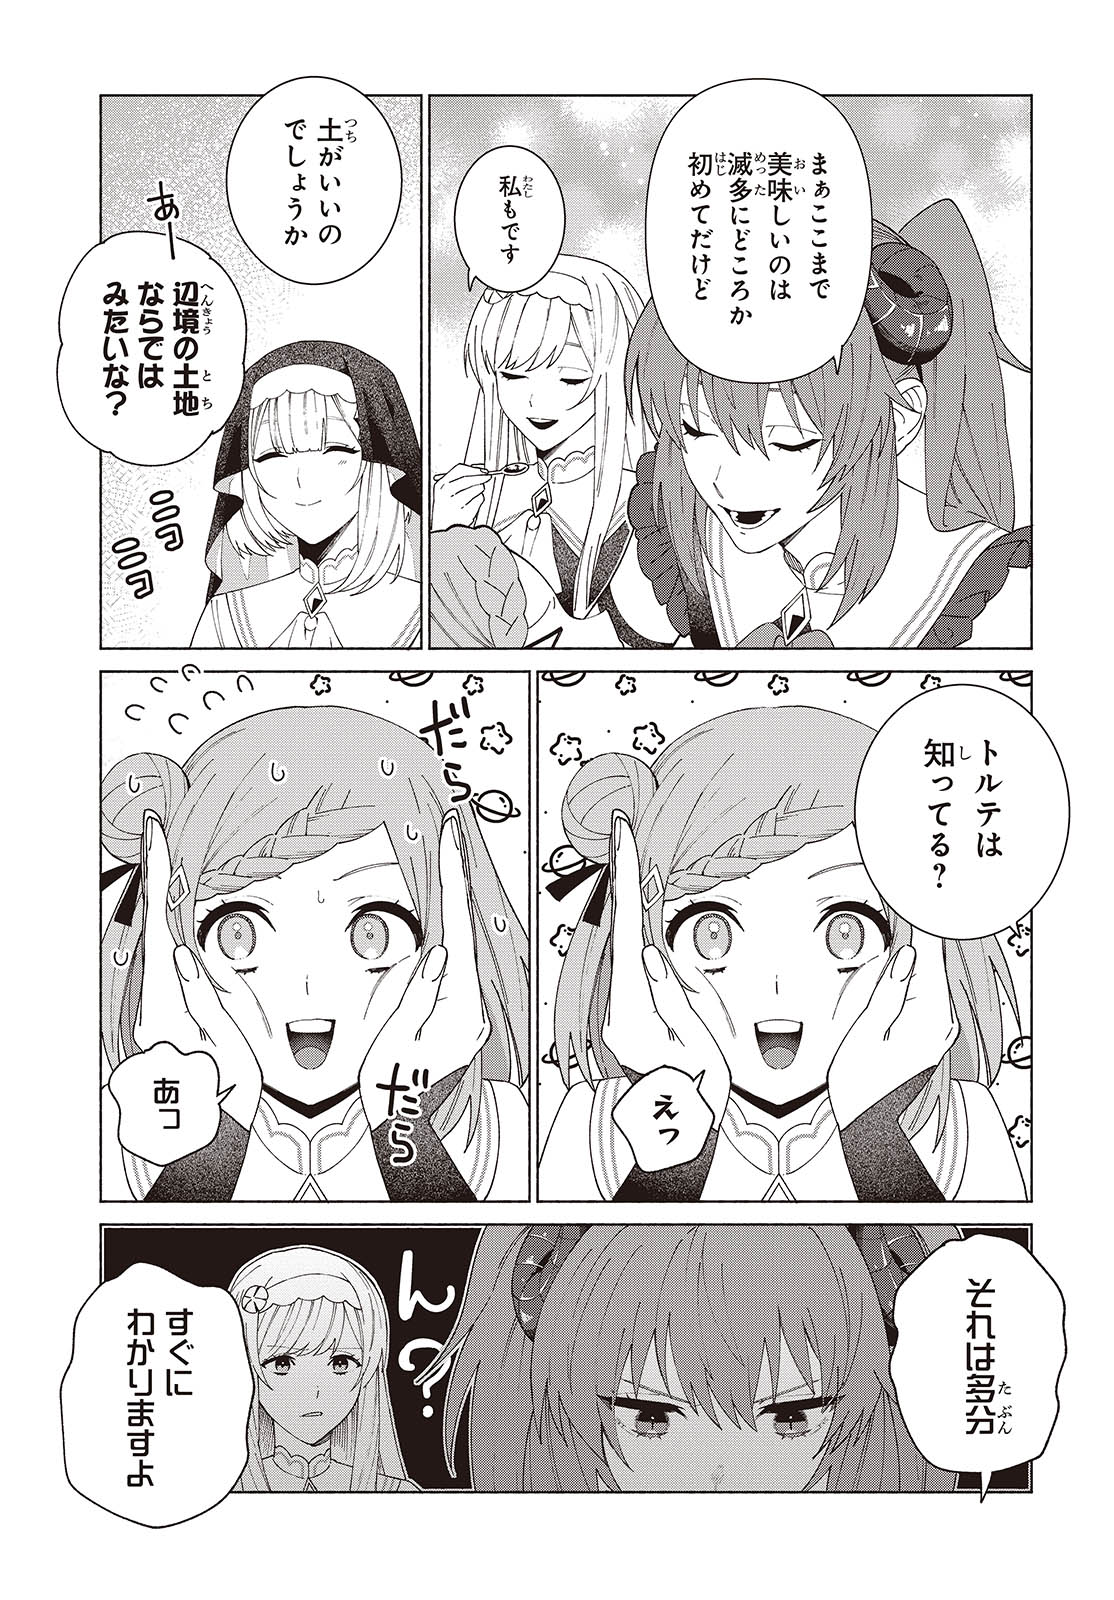 まぁここまで
美味しいのは
滅多にどころか
初めてだけど
私もです
土がいいの
でしょうか
あー
辺境の土地
ならでは
みたいな？
ニコ
ニコ
トルテは
知ってる？
えっ
だら
だら
あっ
それは多分
ん？
すぐに
わかりますよ